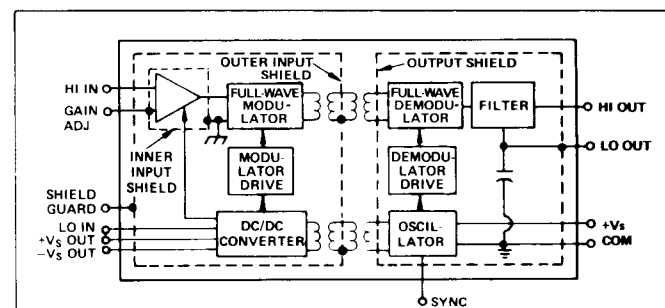 OUTER INPUT
SHIELD
OUTPUT SHIELD
HI IN
GAIN
ADJ
FULL-WAVE
MODU-
LATOR
FULL-WAVE
DEMODU-
LATOR
FILTER
HI OUT
LO OUT
INNER
INPUT
SHIELD
MODU-
LATOR
DRIVE
DEMODU-
LATOR
DRIVE
SHIELD
GUARD
LO IN
+VS OUT
−VS OUT
DC/DC
CONVERTER
OSCIL-
LATOR
+Vs
COM
SYNC